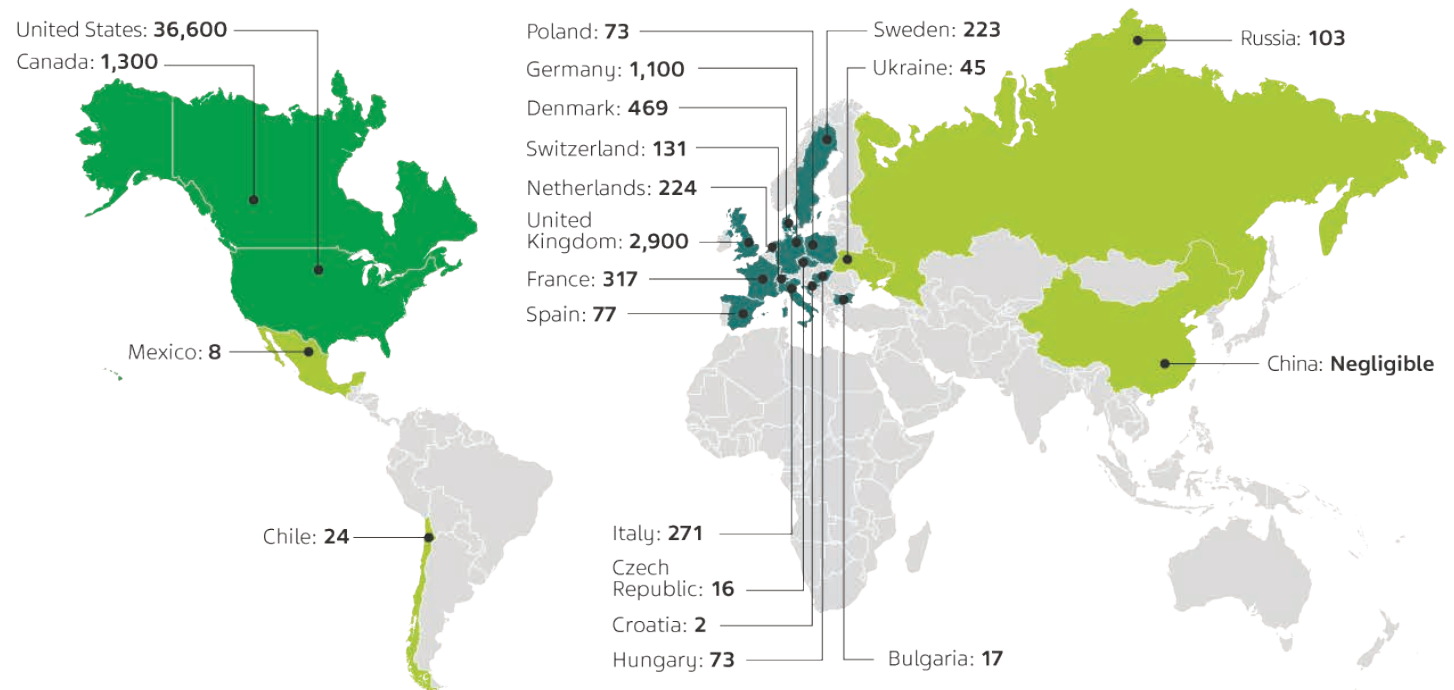 United States: 36,600
Canada: 1,300
Mexico: 8
Chile: 24
Poland: 73
Germany: 1,100
Denmark: 469
Switzerland: 131
Netherlands: 224
United
Kingdom: 2,900
France: 317
Spain: 77
Sweden: 223
Ukraine: 45
Russia: 103
China: Negligible
Italy: 271
Czech
Republic: 16
Croatia: 2
Hungary: 73
Bulgaria: 17